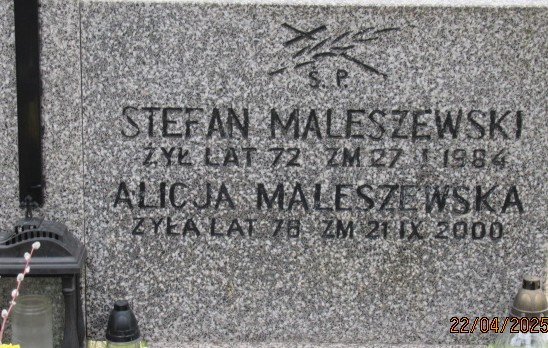 Ś. P.
STEFAN MALESZEWSKI
ŻYŁ LAT 72 ZM 27 I 1984
ALICJA MALESZEWSKA
ŻYŁA LAT 78 ZM 21 IX 2000
22/04/2025